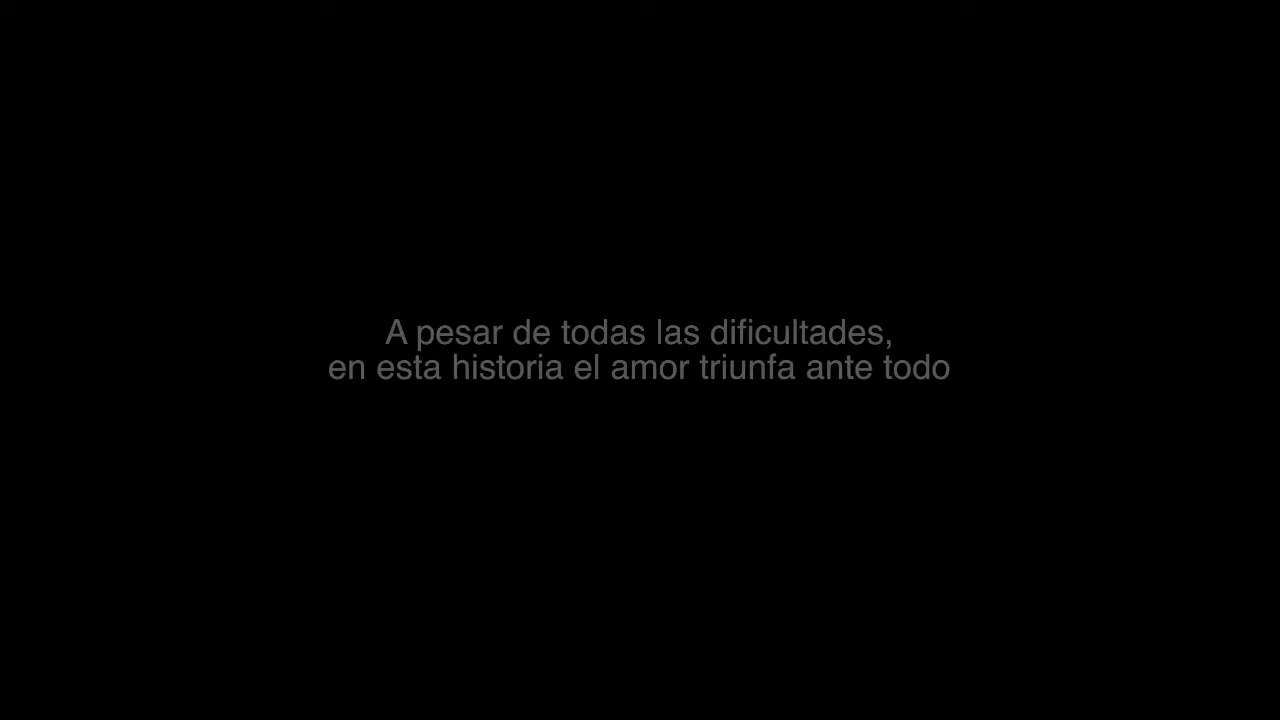 A pesar de todas las dificultades,
en esta historia el amor triunfa ante todo